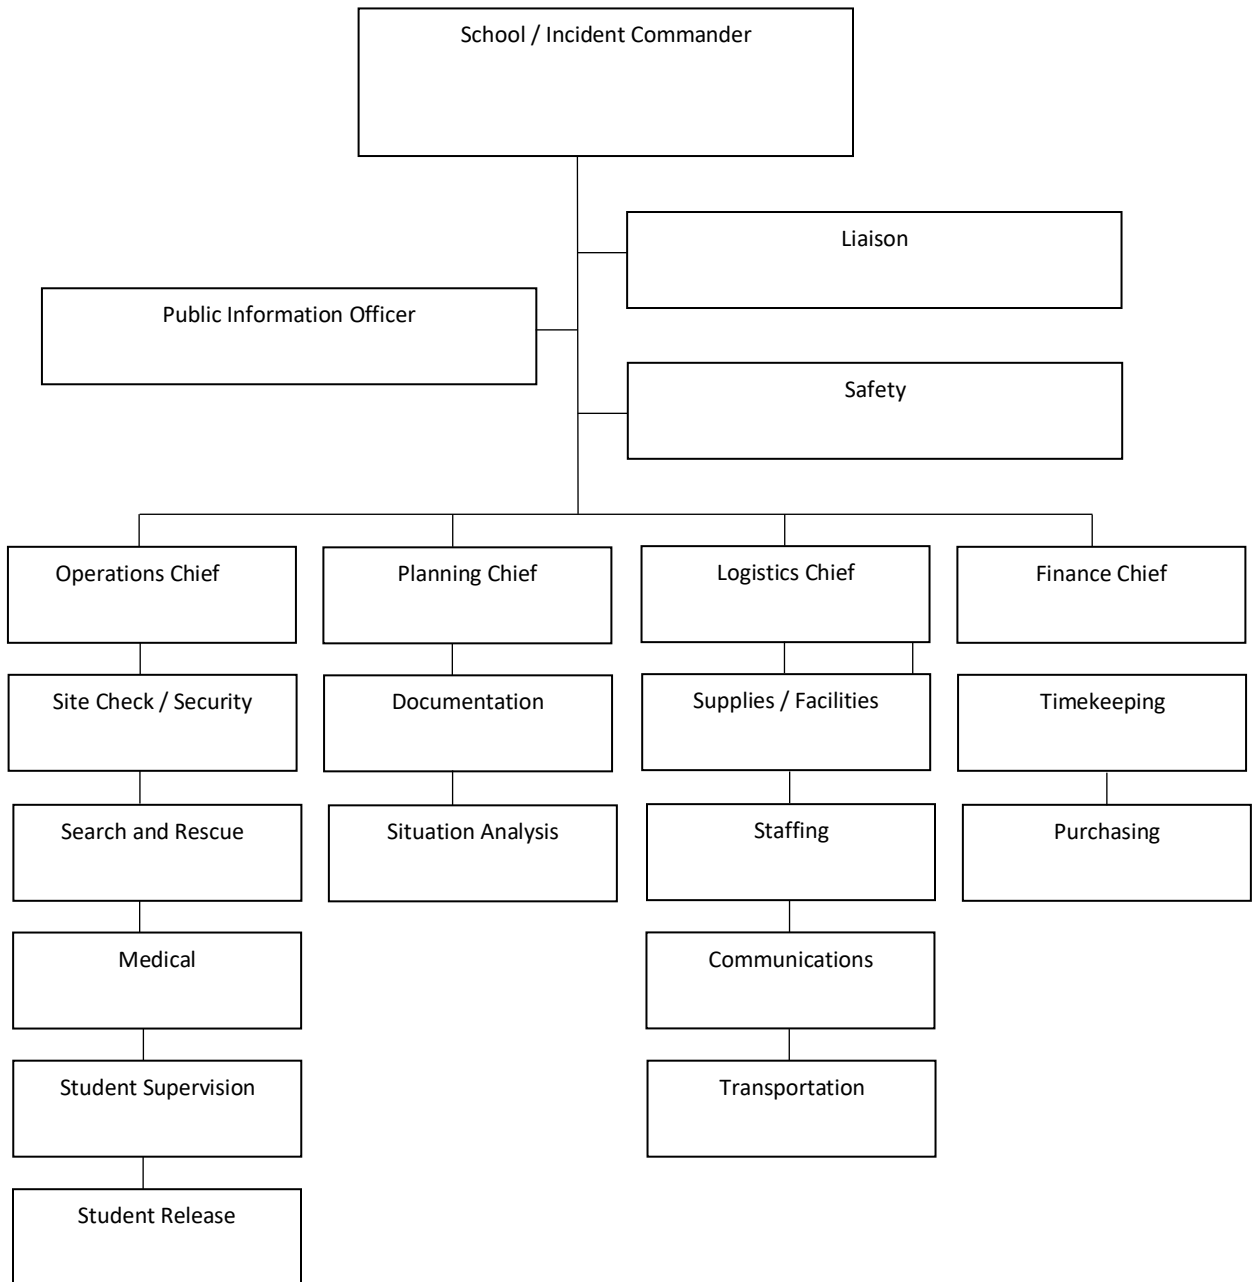 School / Incident Commander
Liaison
Public Information Officer
Safety
Operations Chief
Planning Chief
Logistics Chief
Finance Chief
Site Check / Security
Documentation
Supplies / Facilities
Timekeeping
Search and Rescue
Situation Analysis
Staffing
Purchasing
Medical
Communications
Student Supervision
Transportation
Student Release